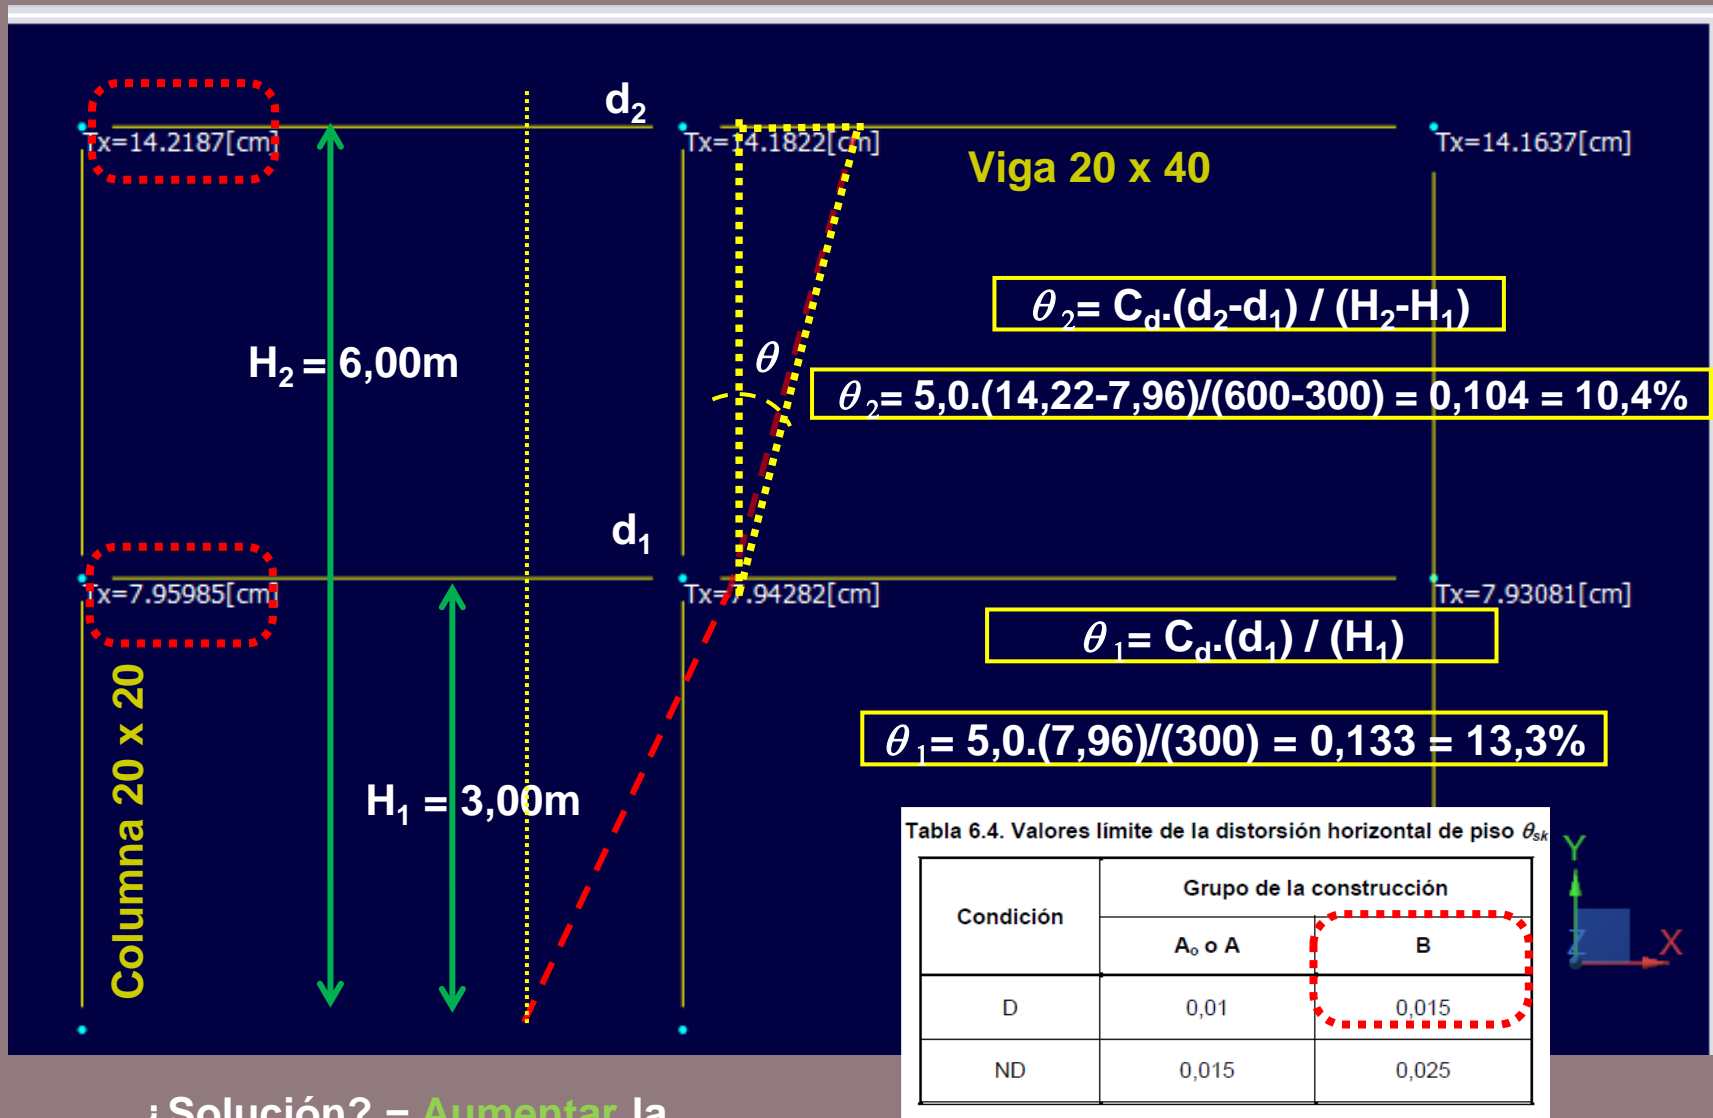 d2
Tx=14.2187[cm]
Tx=14.1822[cm]
Tx=14.1637[cm]
Viga 20 x 40
θ2= Cd.(d2-d1) / (H2-H1)
H2 = 6,00m
θ
θ2= 5,0.(14,22-7,96)/(600-300) = 0,104 = 10,4%
d1
Tx=7.95985[cm]
Tx=7.94282[cm]
Tx=7.93081[cm]
θ1= Cd.(d1) / (H1)
Columna 20 x 20
θ1= 5,0.(7,96)/(300) = 0,133 = 13,3%
H1 = 3,00m
Tabla 6.4. Valores límite de la distorsión horizontal de piso θsk
Condición
Grupo de la construcción
Ao o A
B
D
0,01
0,015
ND
0,015
0,025
Y
Z
X
¿Solución? = Aumentar la